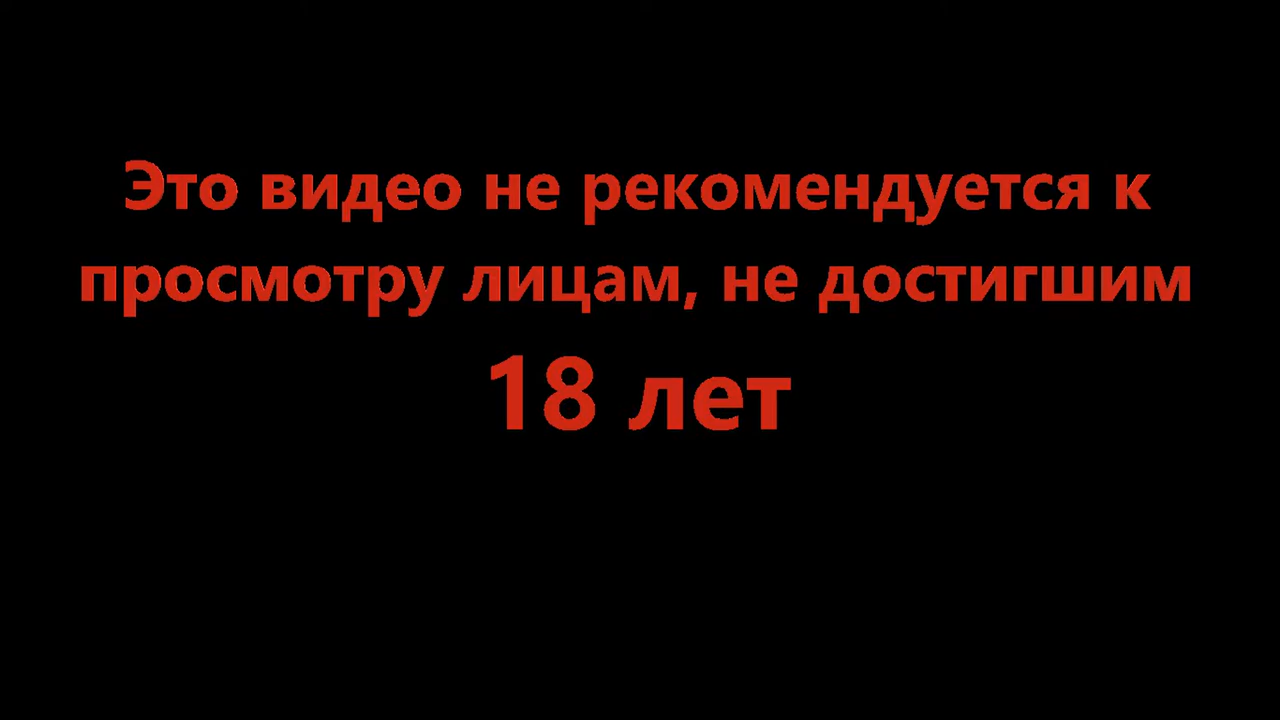 Это видео не рекомендуется к
просмотру лицам, не достигшим
18 лет